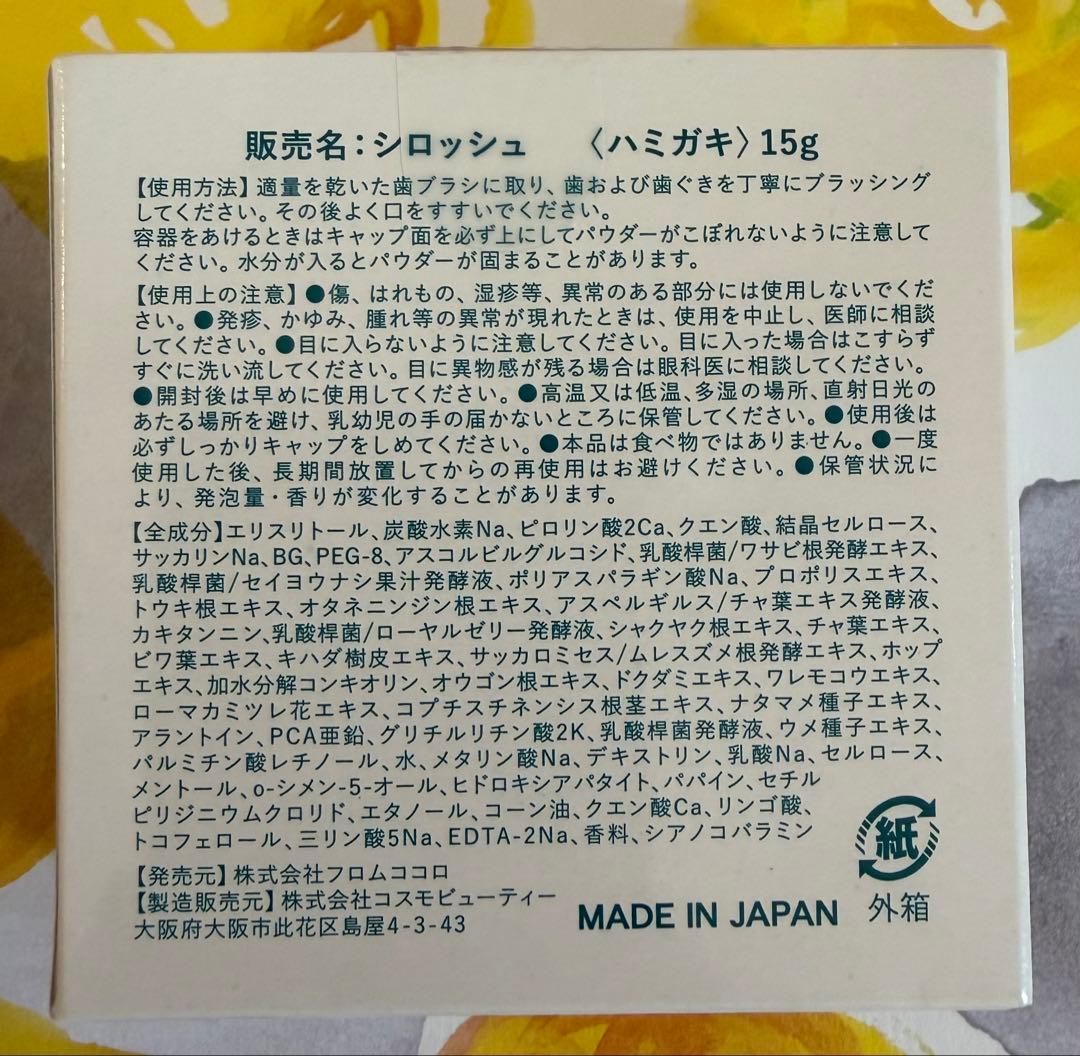 販売名：シロッシュ　〈ハミガキ〉15g
【使用方法】適量を乾いた歯ブラシに取り、歯および歯ぐきを丁寧にブラッシング
してください。その後よく口をすすいでください。
容器をあけるときはキャップ面を必ず上にしてパウダーがこぼれないように注意して
ください。水分が入るとパウダーが固まることがあります。
【使用上の注意】●傷、はれもの、湿疹等、異常のある部分には使用しないでくだ
さい。●発疹、かゆみ、腫れ等の異常が現れたときは、使用を中止し、医師に相談
してください。●目に入らないように注意してください。目に入った場合はこすらず
すぐに洗い流してください。目に異物感が残る場合は眼科医に相談してください。
●開封後は早めに使用してください。●高温又は低温、多湿の場所、直射日光の
あたる場所を避け、乳幼児の手の届かないところに保管してください。●使用後は
必ずしっかりキャップをしめてください。●本品は食べ物ではありません。●一度
使用した後、長期間放置してからの再使用はお避けください。●保管状況に
より、発泡量・香りが変化することがあります。
【全成分】エリスリトール、炭酸水素Na、ピロリン酸2Ca、クエン酸、結晶セルロース、
サッカリンNa、BG、PEG-8、アスコルビルグルコシド、乳酸桿菌/ワサビ根発酵エキス、
乳酸桿菌/セイヨウナシ果汁発酵液、ポリアスパラギン酸Na、プロポリスエキス、
トウキ根エキス、オタネニンジン根エキス、アスペルギルス/チャ葉エキス発酵液、
カキタンニン、乳酸桿菌/ローヤルゼリー発酵液、シャクヤク根エキス、チャ葉エキス、
ビワ葉エキス、キハダ樹皮エキス、サッカロミセス/ムレスズメ根発酵エキス、ホップ
エキス、加水分解コンキオリン、オウゴン根エキス、ドクダミエキス、ワレモコウエキス、
ローマカミツレ花エキス、コプチスチネンシス根茎エキス、ナタマメ種子エキス、
アラントイン、PCA亜鉛、グリチルリチン酸2K、乳酸桿菌発酵液、ウメ種子エキス、
パルミチン酸レチノール、水、メタリン酸Na、デキストリン、乳酸Na、セルロース、
メントール、o-シメン-5-オール、ヒドロキシアパタイト、パパイン、セチル
ピリジニウムクロリド、エタノール、コーン油、クエン酸Ca、リンゴ酸、
トコフェロール、三リン酸5Na、EDTA-2Na、香料、シアノコバラミン
【発売元】株式会社フロムココロ
【製造販売元】株式会社コスモビューティー
大阪府大阪市此花区島屋4-3-43
MADE IN JAPAN
紙
外箱